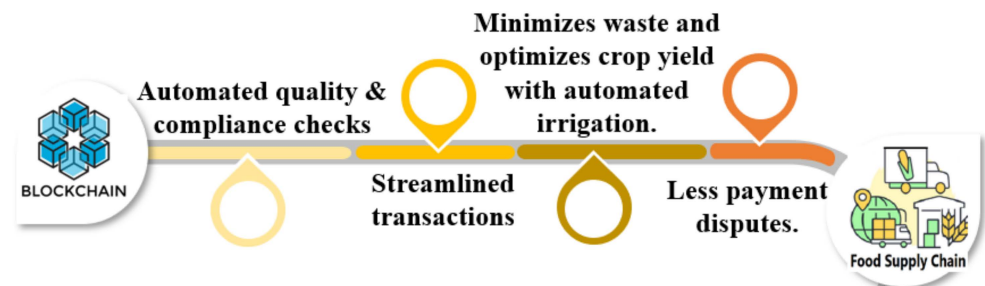 BLOCKCHAIN
Automated quality &
compliance checks
Streamlined
transactions
Minimizes waste and
optimizes crop yield
with automated
irrigation.
Less payment
disputes.
Food Supply Chain